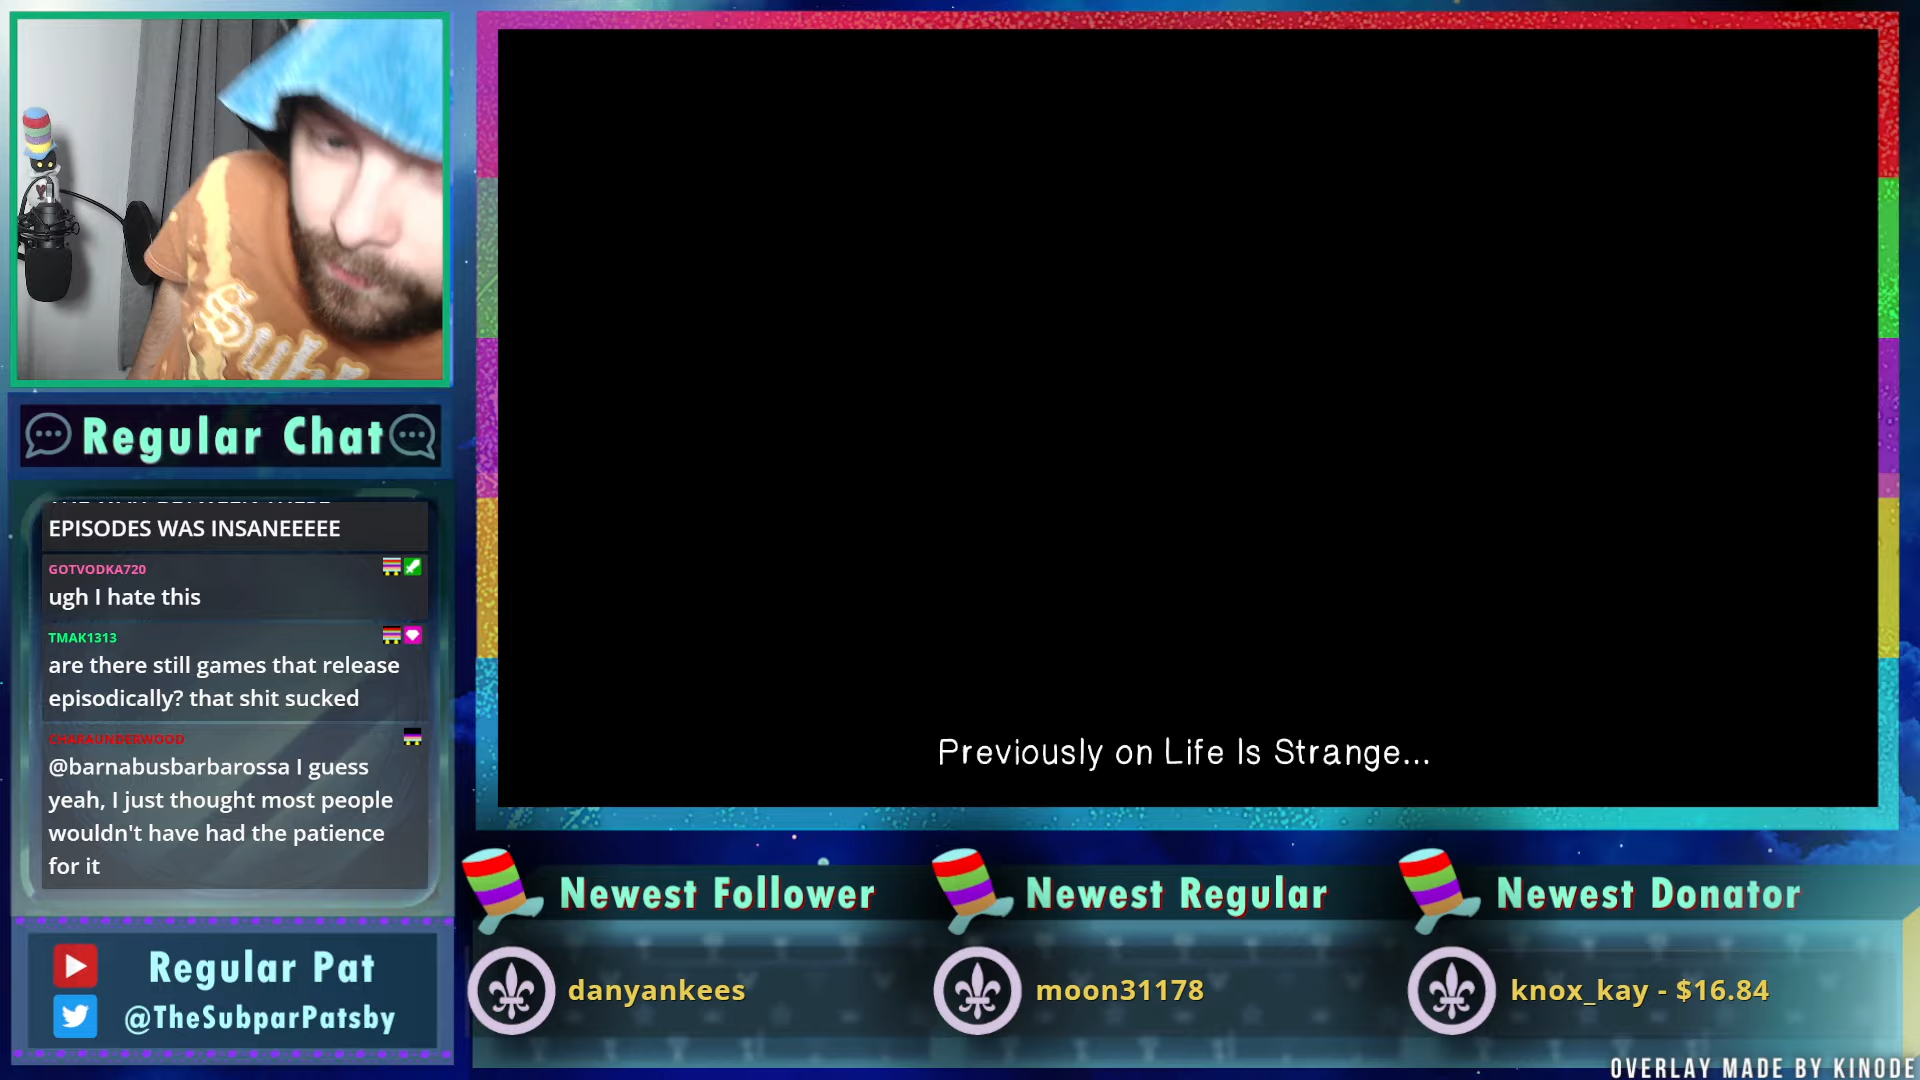 Regular Chat
EPISODES WAS INSANEEEEE
GOTVODKA720
ugh I hate this
TMAK1313
are there still games that release
episodically? that shit sucked
CHARAUNDERWOOD
@barnabusbarbarossa I guess
yeah, I just thought most people
wouldn't have had the patience
for it
Regular Pat
@TheSubparPatsby
Previously on Life Is Strange...
Newest Follower
danyankees
Newest Regular
moon31178
Newest Donator
knox_kay - $16.84
OVERLAY MADE BY KINODE